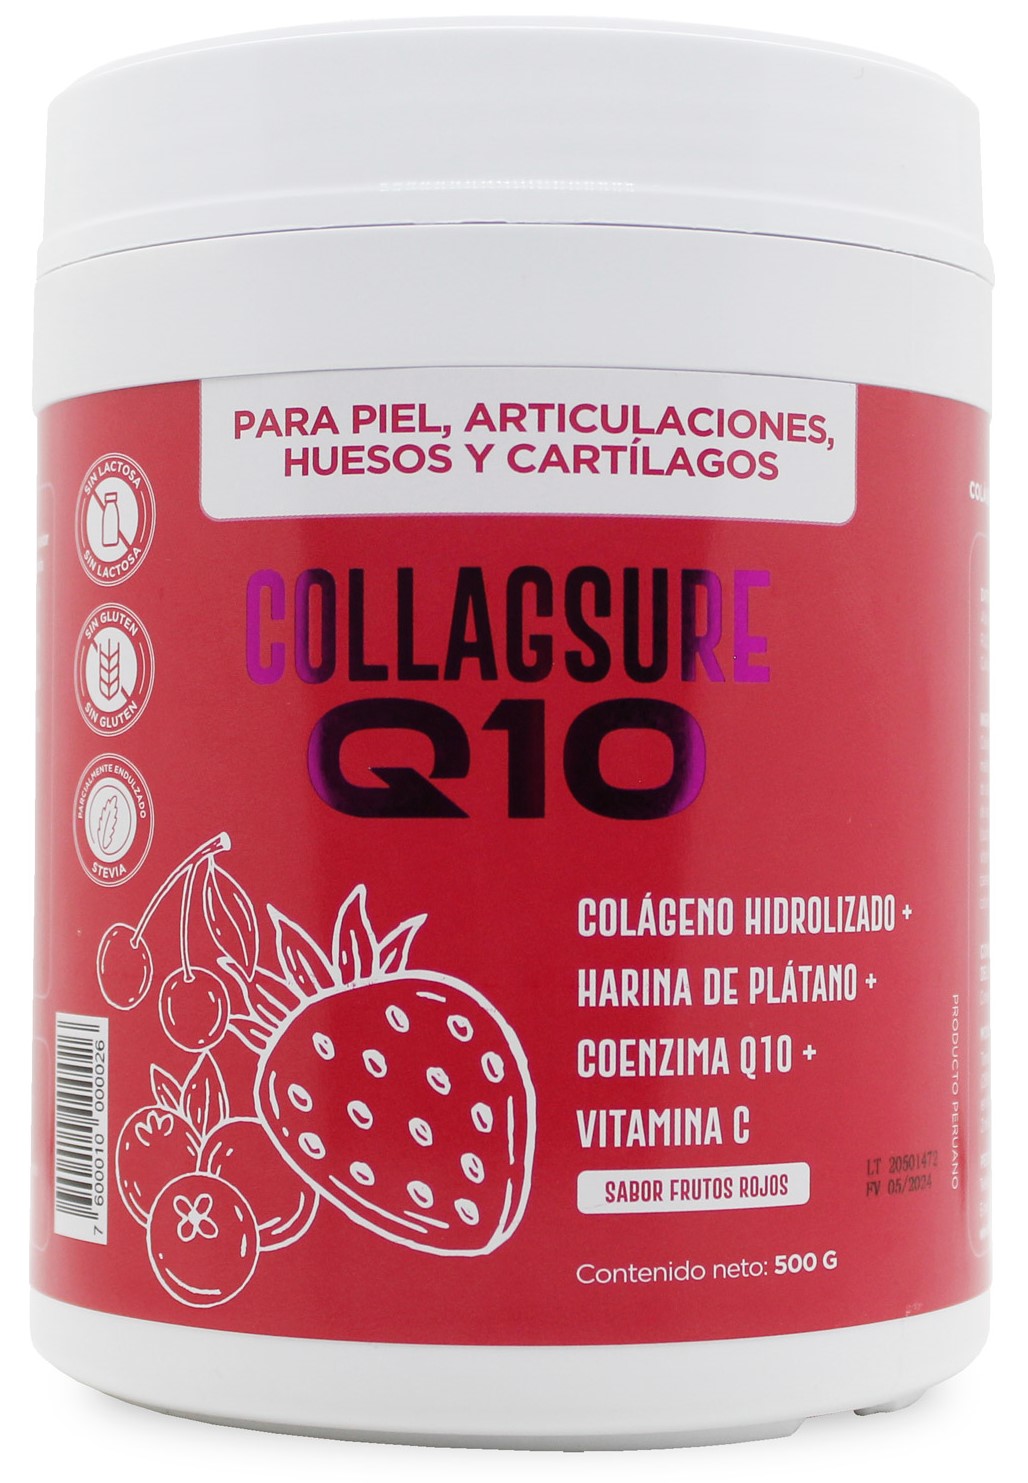 PARA PIEL, ARTICULACIONES,
HUESOS Y CARTÍLAGOS
SIN LACTOSA
SIN LACTOSA
SIN GLUTEN
SIN GLUTEN
PARCIALMENTE ENDULZADO
STEVIA
COLLAGSURE
Q10
COLÁGENO HIDROLIZADO +
HARINA DE PLÁTANO +
COENZIMA Q10 +
VITAMINA C
SABOR FRUTOS ROJOS
Contenido neto: 500 G
7 600010 000026
PRODUCTO PERUANO
LT 20501472
FV 05/2024